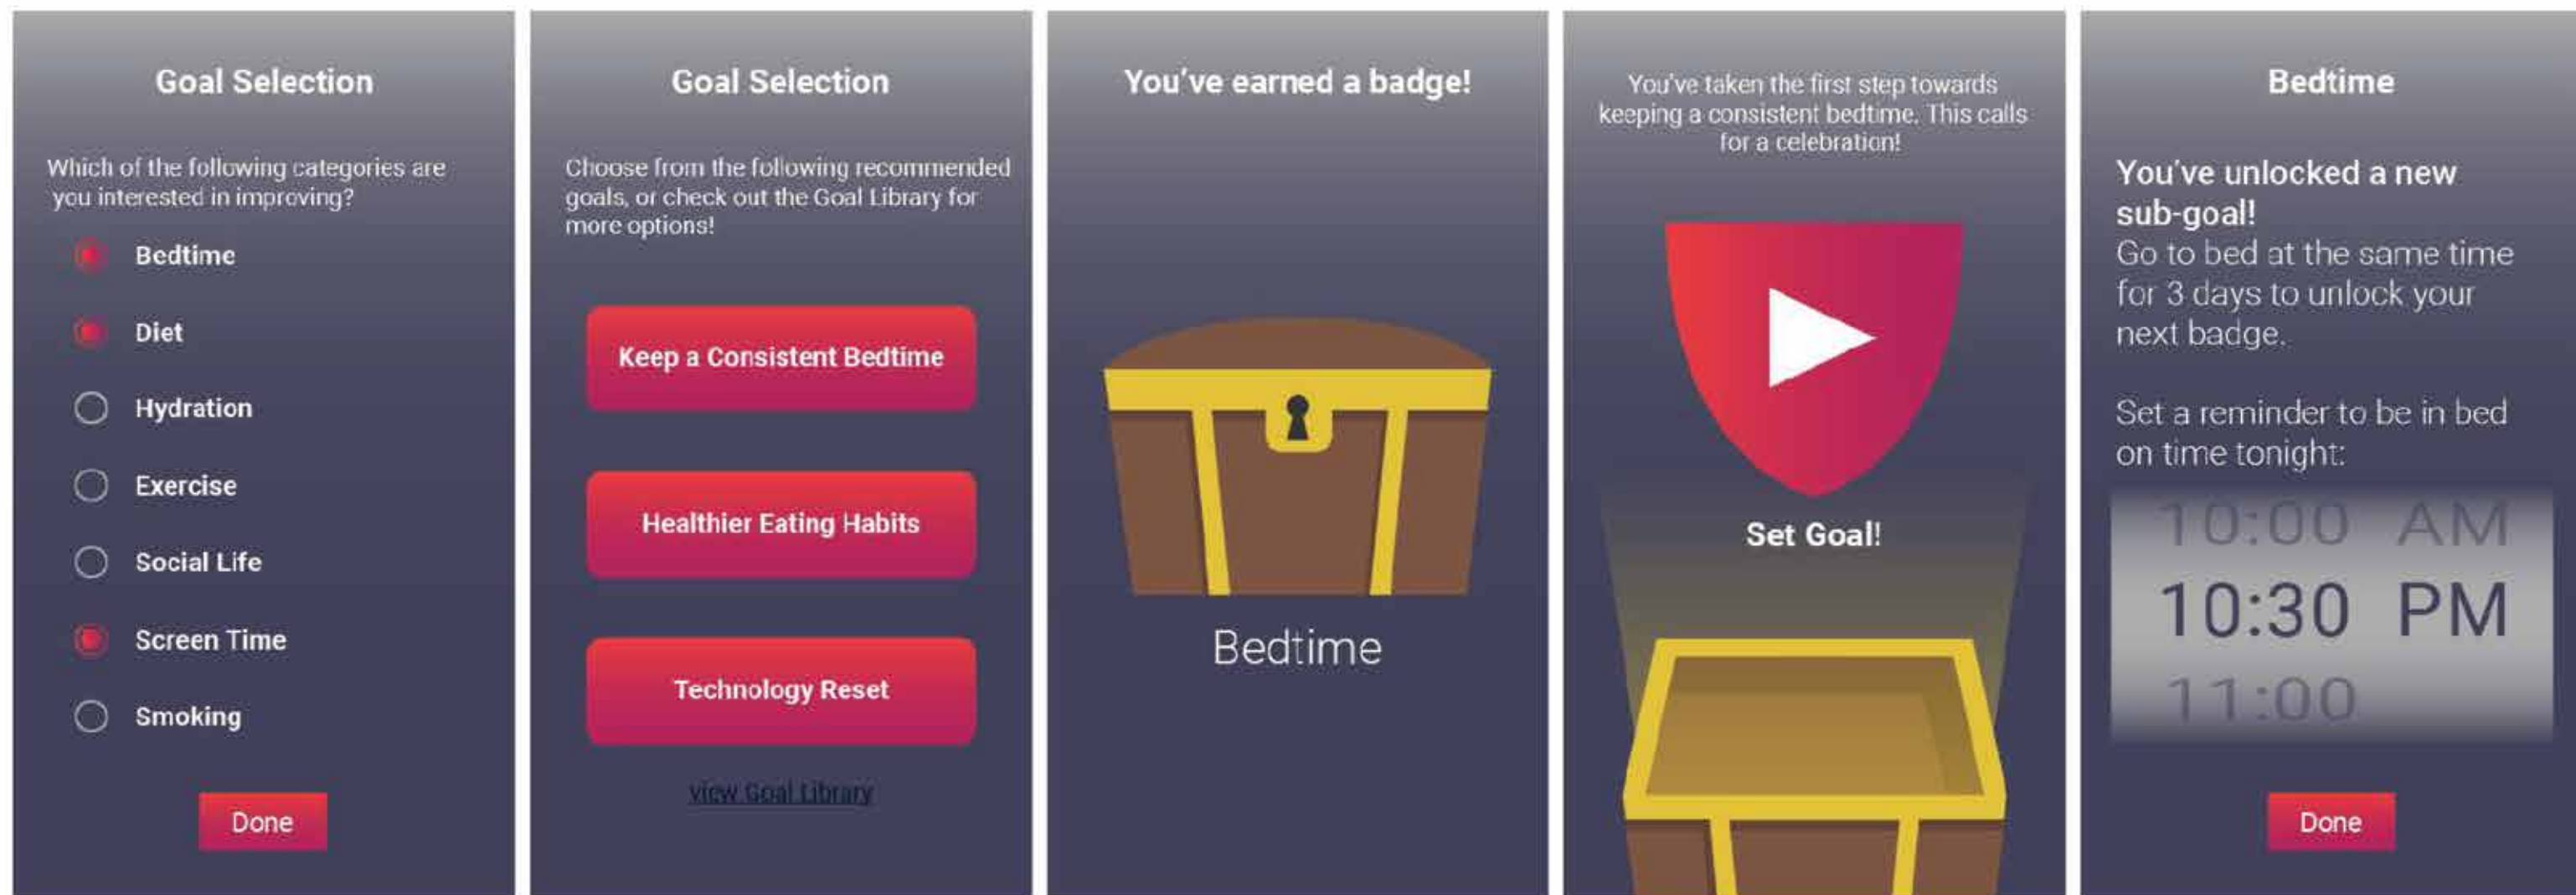 Goal Selection
Which of the following categories are
you interested in improving?
Bedtime
Diet
Hydration
Exercise
Social Life
Screen Time
Smoking
Done
Goal Selection
Choose from the following recommended
goals, or check out the Goal Library for
more options!
Keep a Consistent Bedtime
Healthier Eating Habits
Technology Reset
view Goal Library
You've earned a badge!
Bedtime
You've taken the first step towards
keeping a consistent bedtime. This calls
for a celebration!
Set Goal!
Bedtime
You've unlocked a new
sub-goal!
Go to bed at the same time
for 3 days to unlock your
next badge.
Set a reminder to be in bed
on time tonight:
10:00 AM
10:30 PM
11:00
Done